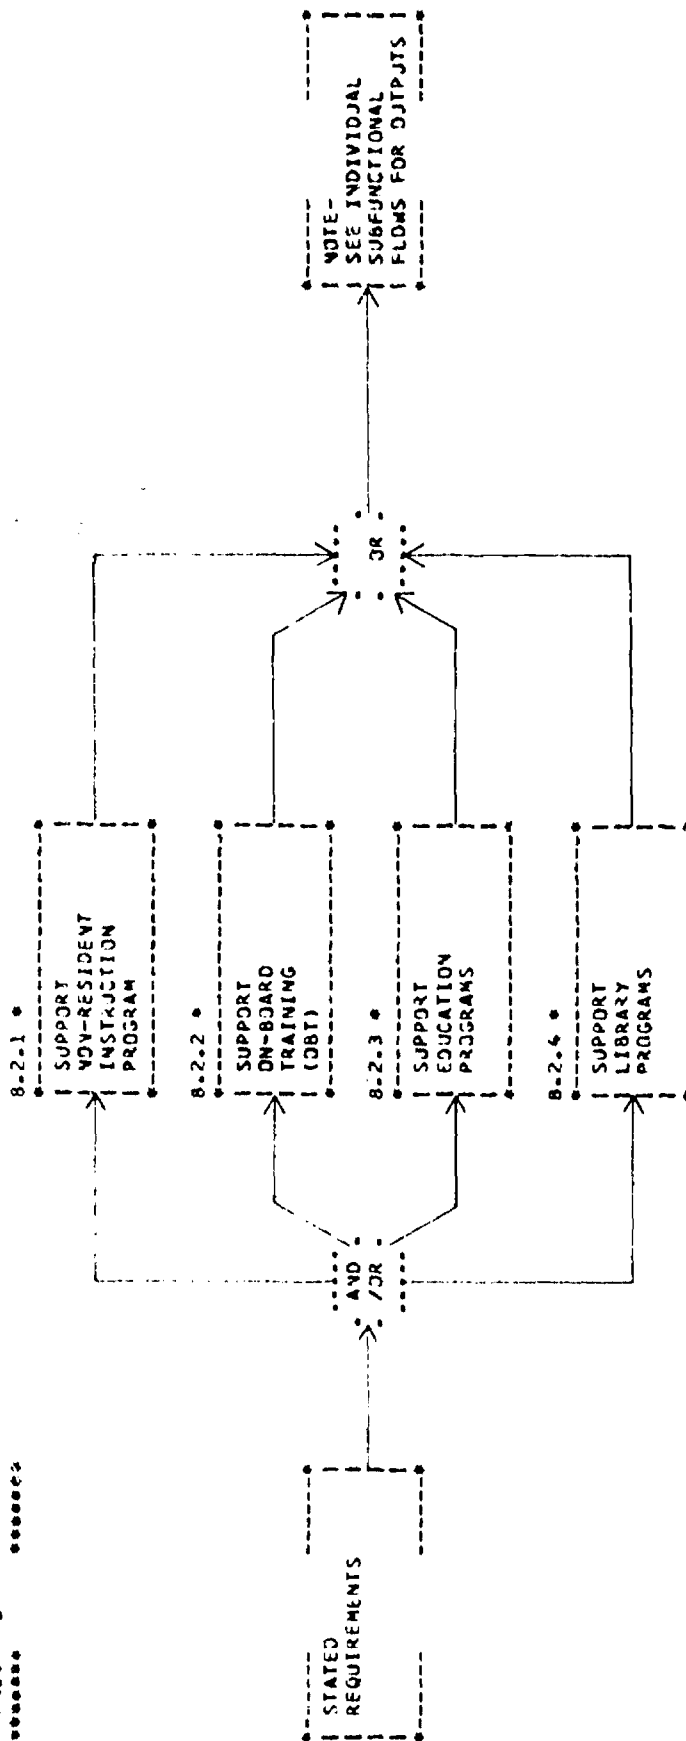 *******          *******
STATED
REQUIREMENTS
AND
/OR
8.2.1 *
SUPPORT
NON-RESIDENT
INSTRUCTION
PROGRAM
8.2.2 *
SUPPORT
ON-BOARD
TRAINING
(OBT)
8.2.3 *
SUPPORT
EDUCATION
PROGRAMS
8.2.4 *
SUPPORT
LIBRARY
PROGRAMS
OR
NOTE-
SEE INDIVIDUAL
SUBFUNCTIONAL
FLOWS FOR OUTPUTS